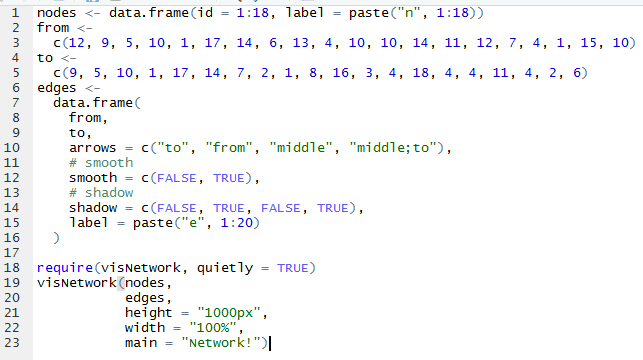 1 nodes <- data.frame(id = 1:18, label = paste("n", 1:18))
2 from <-
3   c(12, 9, 5, 10, 1, 17, 14, 6, 13, 4, 10, 10, 14, 11, 12, 7, 4, 1, 15, 10)
4 to <-
5   c(9, 5, 10, 1, 17, 14, 7, 2, 1, 8, 16, 3, 4, 18, 4, 4, 11, 4, 2, 6)
6 edges <-
7   data.frame(
8     from,
9     to,
10     arrows = c("to", "from", "middle", "middle;to"),
11     # smooth
12     smooth = c(FALSE, TRUE),
13     # shadow
14     shadow = c(FALSE, TRUE, FALSE, TRUE),
15     label = paste("e", 1:20)
16   )
17
18 require(visNetwork, quietly = TRUE)
19 visNetwork(nodes,
20            edges,
21            height = "1000px",
22            width = "100%",
23            main = "Network!")